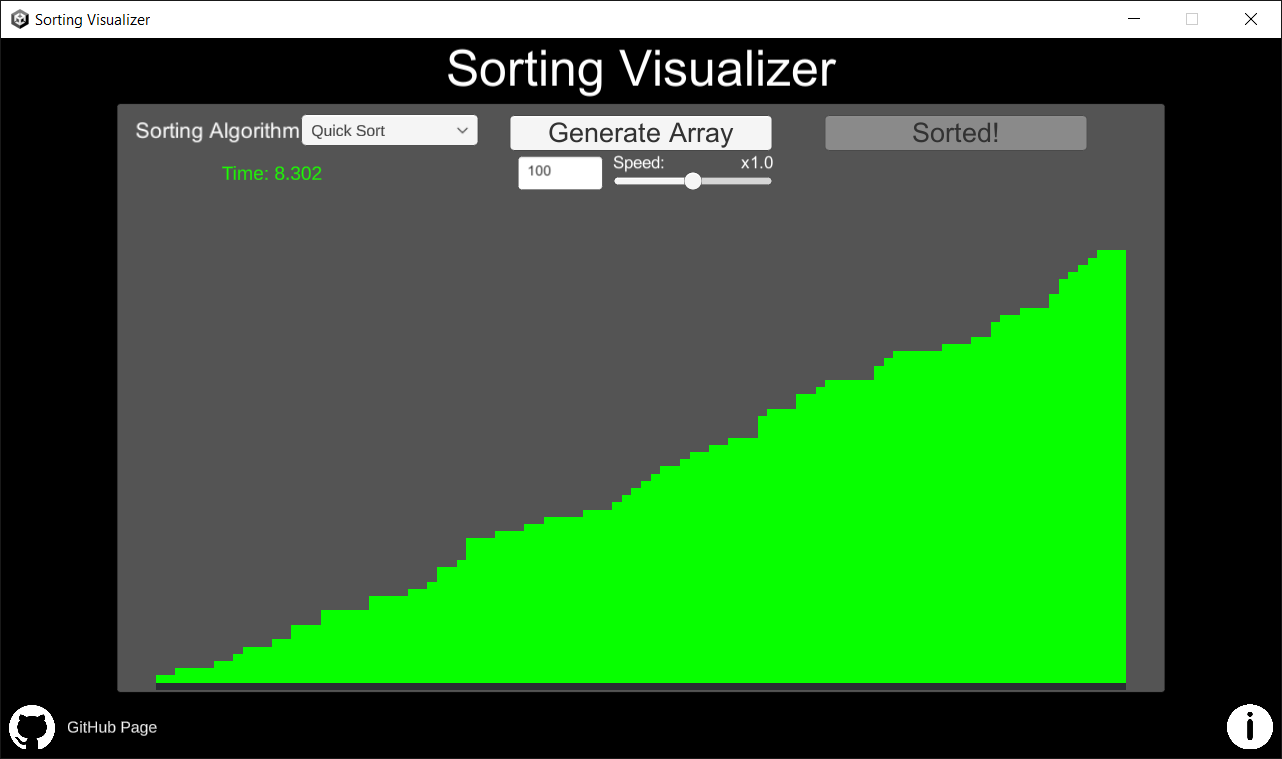 Sorting Visualizer
Sorting Visualizer
Sorting Algorithm Quick Sort Generate Array Sorted!
Time: 8.302 100 Speed: x1.0
GitHub Page